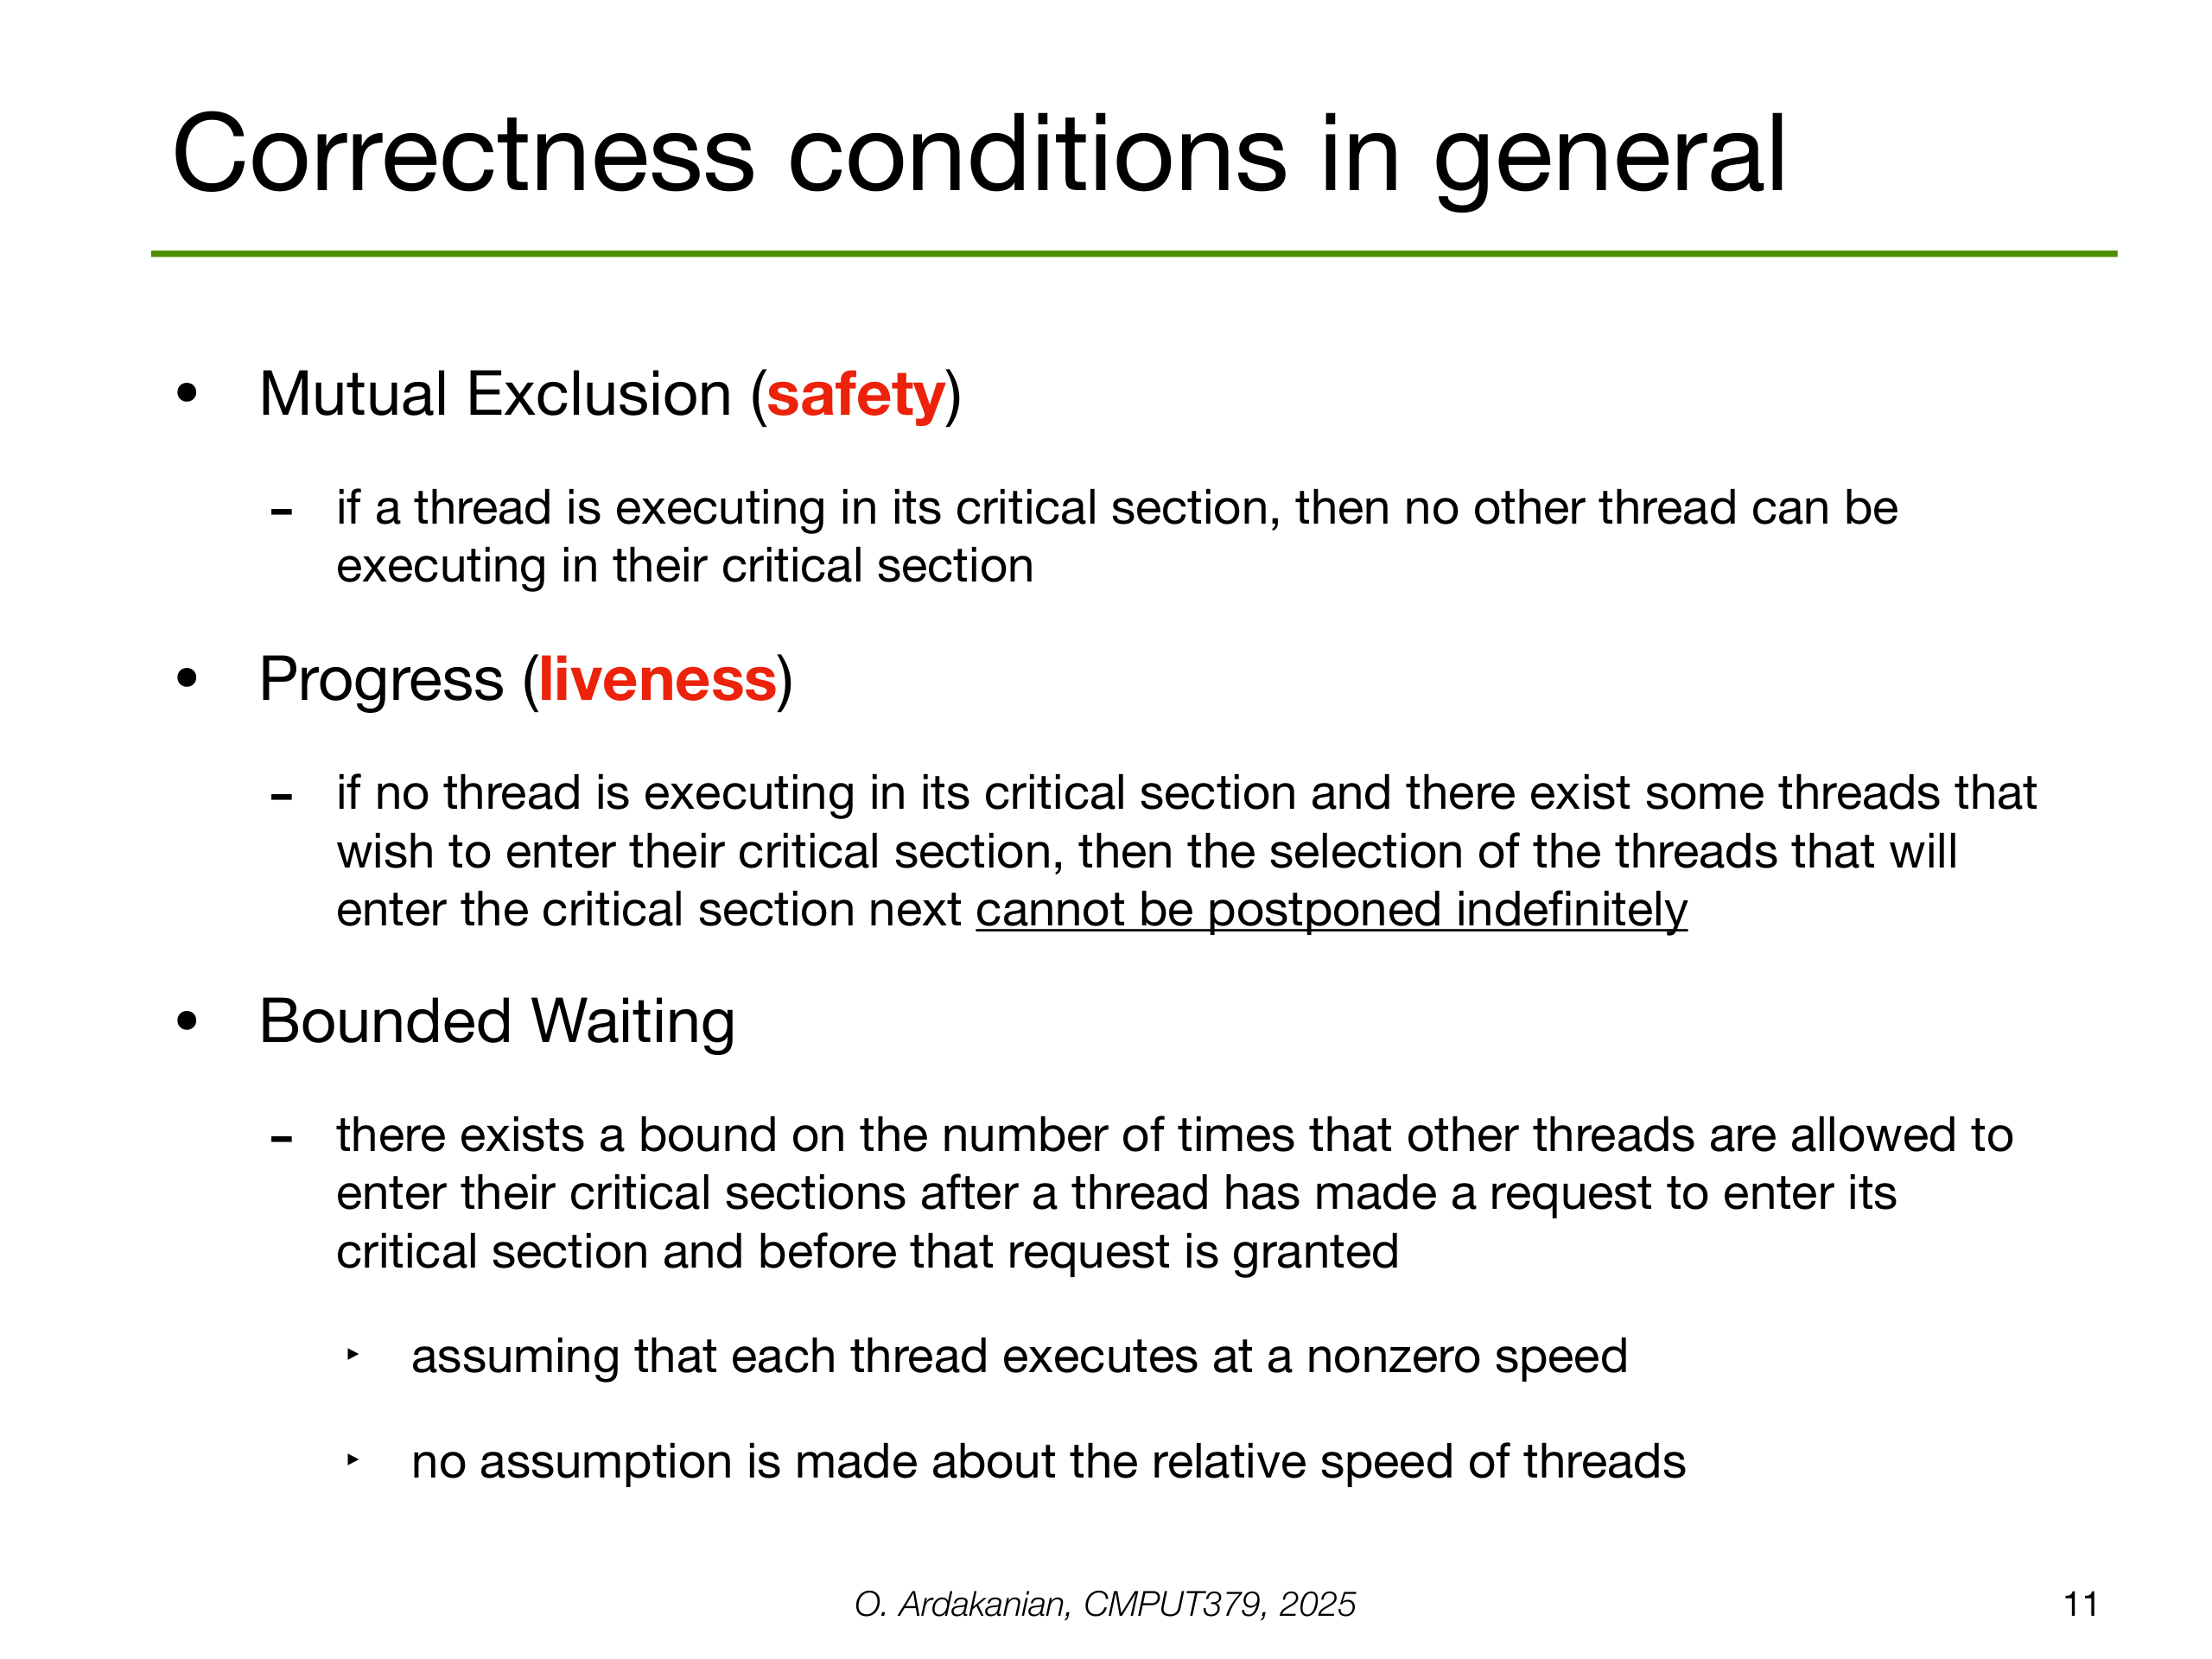 Correctness conditions in general
• Mutual Exclusion (safety)
- if a thread is executing in its critical section, then no other thread can be
executing in their critical section
• Progress (liveness)
- if no thread is executing in its critical section and there exist some threads that
wish to enter their critical section, then the selection of the threads that will
enter the critical section next cannot be postponed indefinitely
• Bounded Waiting
- there exists a bound on the number of times that other threads are allowed to
enter their critical sections after a thread has made a request to enter its
critical section and before that request is granted
‣ assuming that each thread executes at a nonzero speed
‣ no assumption is made about the relative speed of threads
O. Ardakanian, CMPUT379, 2025
11